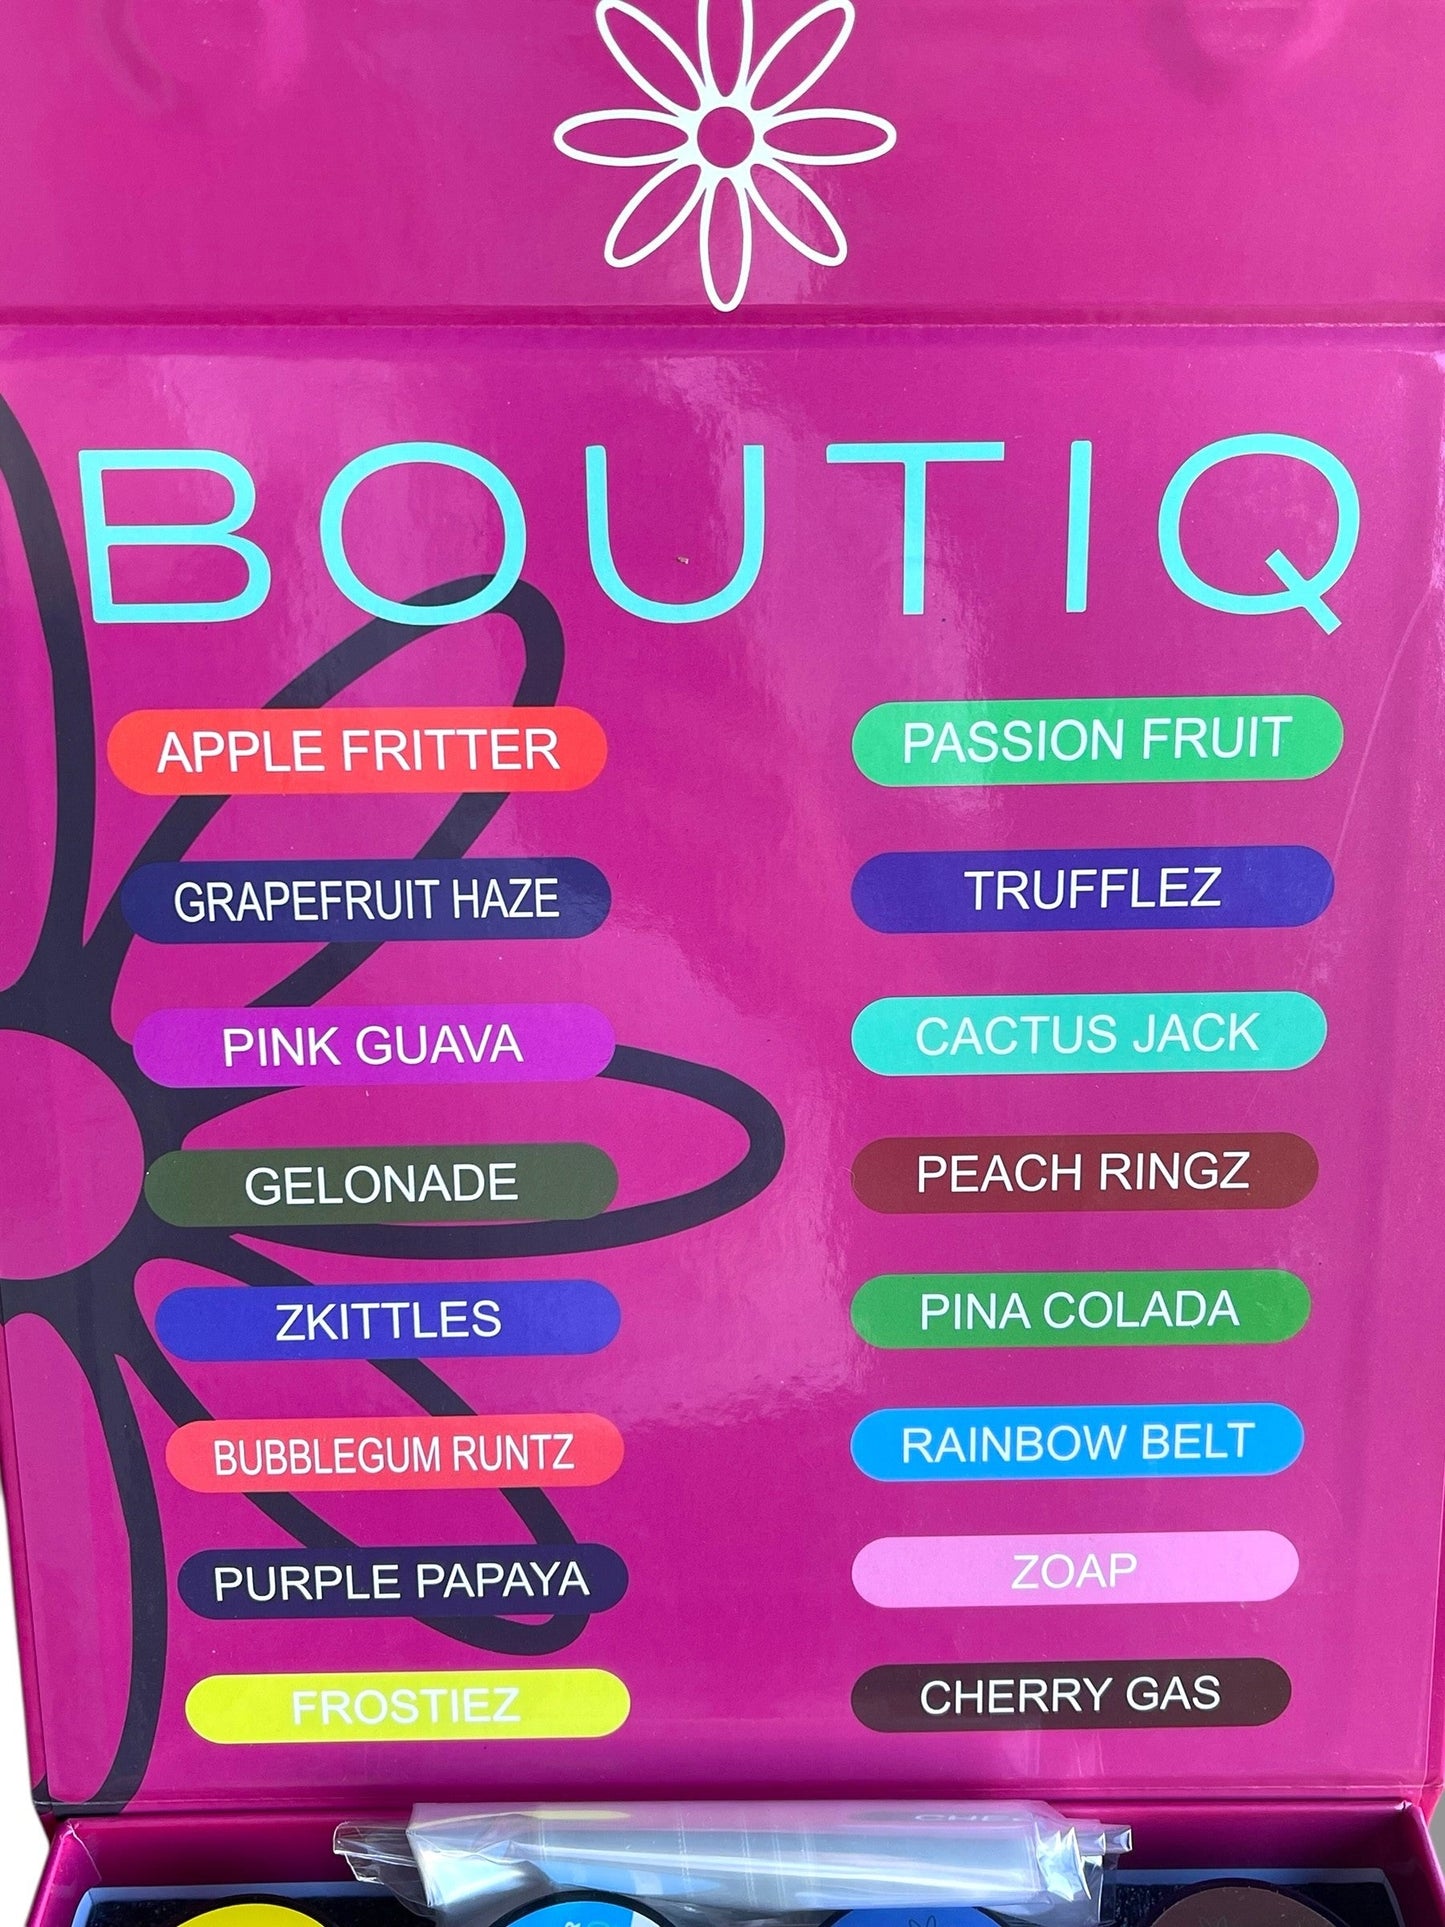 BOUTIQ
APPLE FRITTER
GRAPEFRUIT HAZE
PINK GUAVA
GELONADE
ZKITTLES
BUBBLEGUM RUNTZ
PURPLE PAPAYA
FROSTIEZ
PASSION FRUIT
TRUFFLEZ
CACTUS JACK
PEACH RINGZ
PINA COLADA
RAINBOW BELT
ZOAP
CHERRY GAS